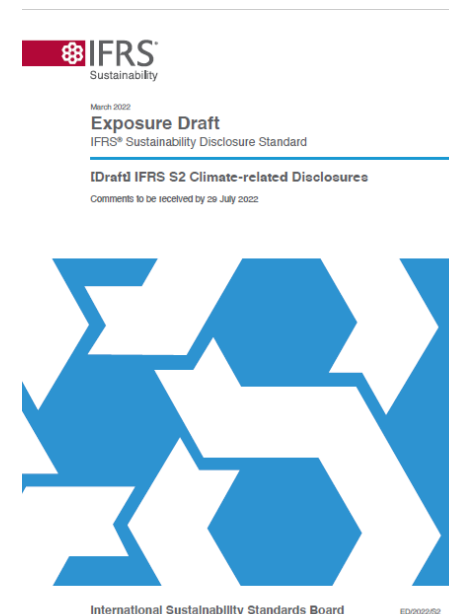 IFRS®
Sustainability
March 2022
Exposure Draft
IFRS® Sustainability Disclosure Standard
[Draft] IFRS S2 Climate-related Disclosures
Comments to be received by 29 July 2022
International Sustainability Standards Board
ED/2022/S2